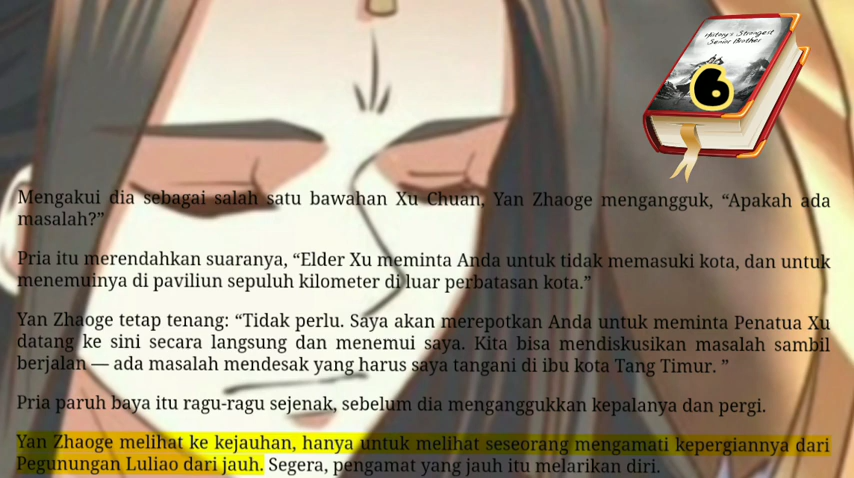 History's Strongest
Senior Brother
6
Mengakui dia sebagai salah satu bawahan Xu Chuan, Yan Zhaoge mengangguk, “Apakah ada
masalah?”
Pria itu merendahkan suaranya, “Elder Xu meminta Anda untuk tidak memasuki kota, dan untuk
menemuinya di paviliun sepuluh kilometer di luar perbatasan kota.”
Yan Zhaoge tetap tenang: “Tidak perlu. Saya akan merepotkan Anda untuk meminta Penatua Xu
datang ke sini secara langsung dan menemui saya. Kita bisa mendiskusikan masalah sambil
berjalan — ada masalah mendesak yang harus saya tangani di ibu kota Tang Timur. ”
Pria paruh baya itu ragu-ragu sejenak, sebelum dia menganggukkan kepalanya dan pergi.
Yan Zhaoge melihat ke kejauhan, hanya untuk melihat seseorang mengamati kepergiannya dari
Pegunungan Luliao dari jauh. Segera, pengamat yang jauh itu melarikan diri.